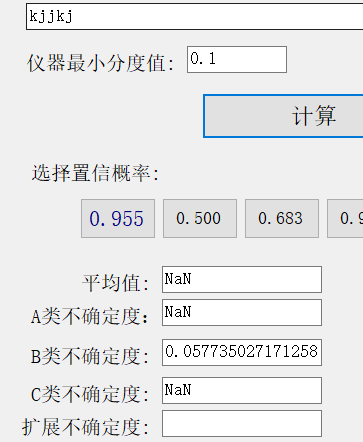 kjjkj
仪器最小分度值: 0.1
计算
选择置信概率:
0.955 0.500 0.683
平均值: NaN
A类不确定度: NaN
B类不确定度: 0.057735027171258
C类不确定度: NaN
扩展不确定度: